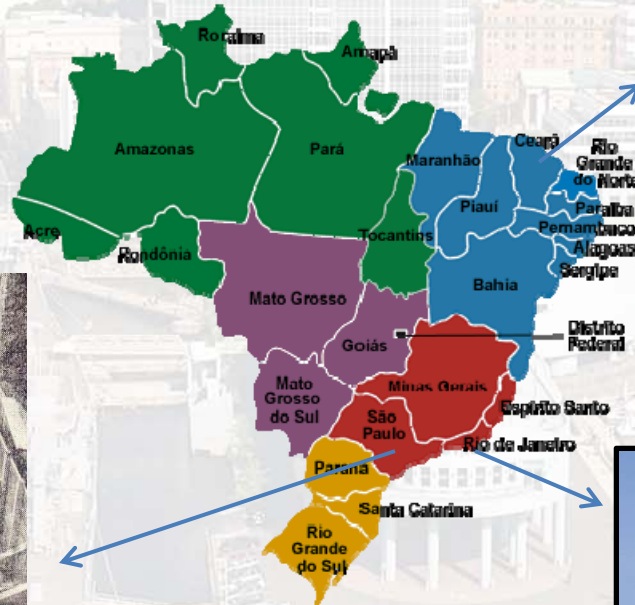 Roraima
Amapá
Amazonas
Pará
Maranhão
Ceará
Rio
Grande
do Norte
Piauí
Paraíba
Pernambuco
Alagoas
Sergipe
Acre
Rondônia
Tocantins
Bahia
Mato Grosso
Distrito
Federal
Goiás
Minas Gerais
Mato
Grosso
do Sul
Espírito Santo
São
Paulo
Rio de Janeiro
Paraná
Santa Catarina
Rio
Grande
do Sul